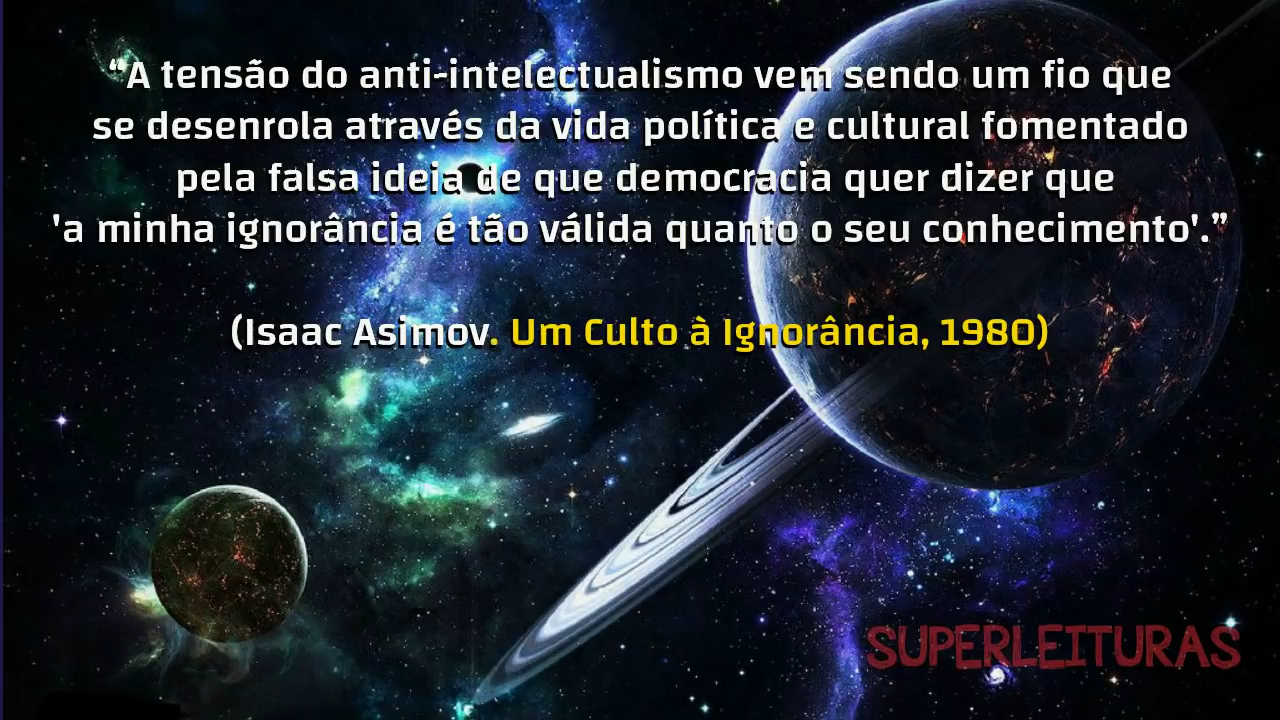 “A tensão do anti-intelectualismo vem sendo um fio que
se desenrola através da vida política e cultural fomentado
pela falsa ideia de que democracia quer dizer que
'a minha ignorância é tão válida quanto o seu conhecimento'.”
(Isaac Asimov. Um Culto à Ignorância, 1980)
SUPERLEITURAS